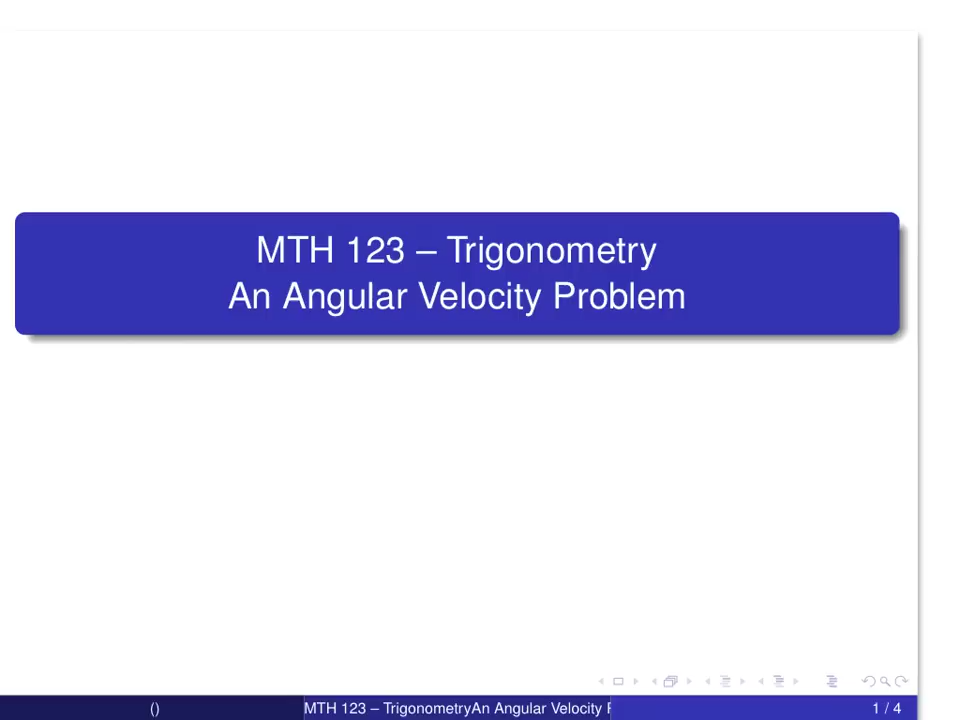 MTH 123 – Trigonometry
An Angular Velocity Problem
() MTH 123 – TrigonometryAn Angular Velocity P 1 / 4